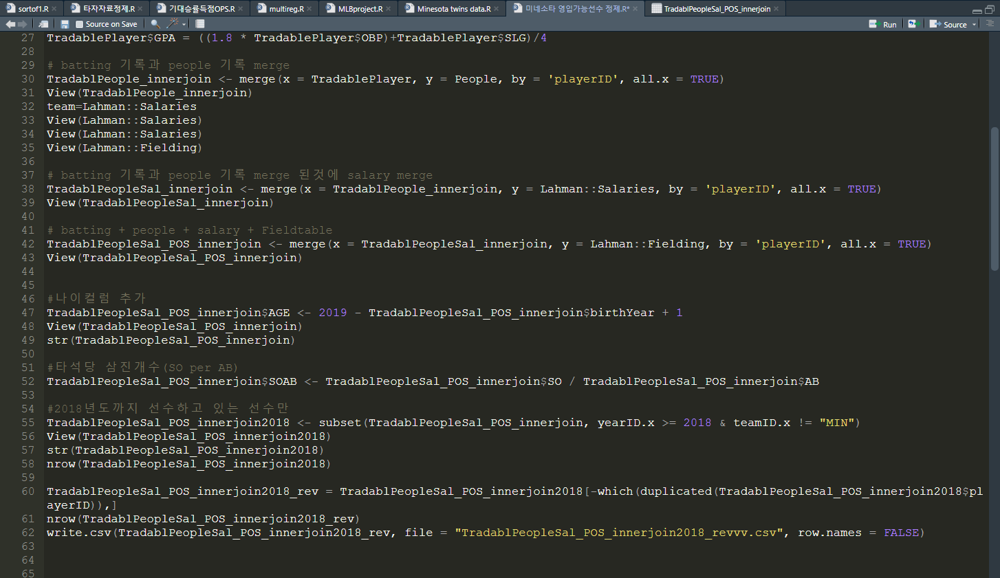 sortof1.R
타자자료정제.R
기대승률득점OPS.R
multireg.R
MLBproject.R
Minesota twins data.R
미네소타 영입가능선수 정제.R*
TradablPeopleSal_POS_innerjoin
Source on Save
Run
Source
27 TradablePlayer$GPA = ((1.8 * TradablePlayer$OBP)+TradablePlayer$SLG)/4
28
29 # batting 기록과 people 기록 merge
30 TradablPeople_innerjoin <- merge(x = TradablePlayer, y = People, by = 'playerID', all.x = TRUE)
31 View(TradablPeople_innerjoin)
32 team=Lahman::Salaries
33 View(Lahman::Salaries)
34 View(Lahman::Salaries)
35 View(Lahman::Fielding)
36
37 # batting 기록과 people 기록 merge 된것에 salary merge
38 TradablPeopleSal_innerjoin <- merge(x = TradablPeople_innerjoin, y = Lahman::Salaries, by = 'playerID', all.x = TRUE)
39 View(TradablPeopleSal_innerjoin)
40
41 # batting + people + salary + Fieldtable
42 TradablPeopleSal_POS_innerjoin <- merge(x = TradablPeopleSal_innerjoin, y = Lahman::Fielding, by = 'playerID', all.x = TRUE)
43 View(TradablPeopleSal_POS_innerjoin)
44
45
46 #나이컬럼 추가
47 TradablPeopleSal_POS_innerjoin$AGE <- 2019 - TradablPeopleSal_POS_innerjoin$birthYear + 1
48 View(TradablPeopleSal_POS_innerjoin)
49 str(TradablPeopleSal_POS_innerjoin)
50
51 #타석당 삼진개수(SO per AB)
52 TradablPeopleSal_POS_innerjoin$SOAB <- TradablPeopleSal_POS_innerjoin$SO / TradablPeopleSal_POS_innerjoin$AB
53
54 #2018년도까지 선수하고 있는 선수만
55 TradablPeopleSal_POS_innerjoin2018 <- subset(TradablPeopleSal_POS_innerjoin, yearID.x >= 2018 & teamID.x != "MIN")
56 View(TradablPeopleSal_POS_innerjoin2018)
57 str(TradablPeopleSal_POS_innerjoin2018)
58 nrow(TradablPeopleSal_POS_innerjoin2018)
59
60 TradablPeopleSal_POS_innerjoin2018_rev = TradablPeopleSal_POS_innerjoin2018[-which(duplicated(TradablPeopleSal_POS_innerjoin2018$pl
ayerID)),]
61 nrow(TradablPeopleSal_POS_innerjoin2018_rev)
62 write.csv(TradablPeopleSal_POS_innerjoin2018_rev, file = "TradablPeopleSal_POS_innerjoin2018_revvv.csv", row.names = FALSE)
63
64
65